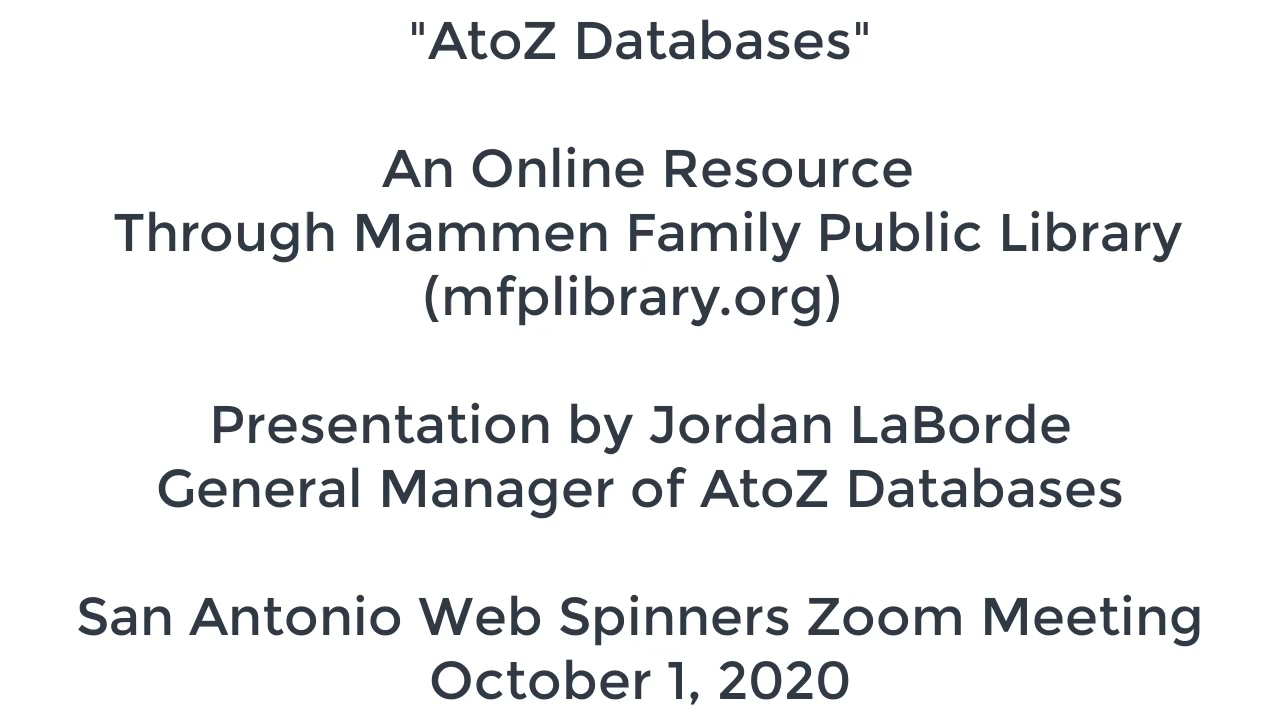 "AtoZ Databases"
An Online Resource
Through Mammen Family Public Library
(mfplibrary.org)
Presentation by Jordan LaBorde
General Manager of AtoZ Databases
San Antonio Web Spinners Zoom Meeting
October 1, 2020